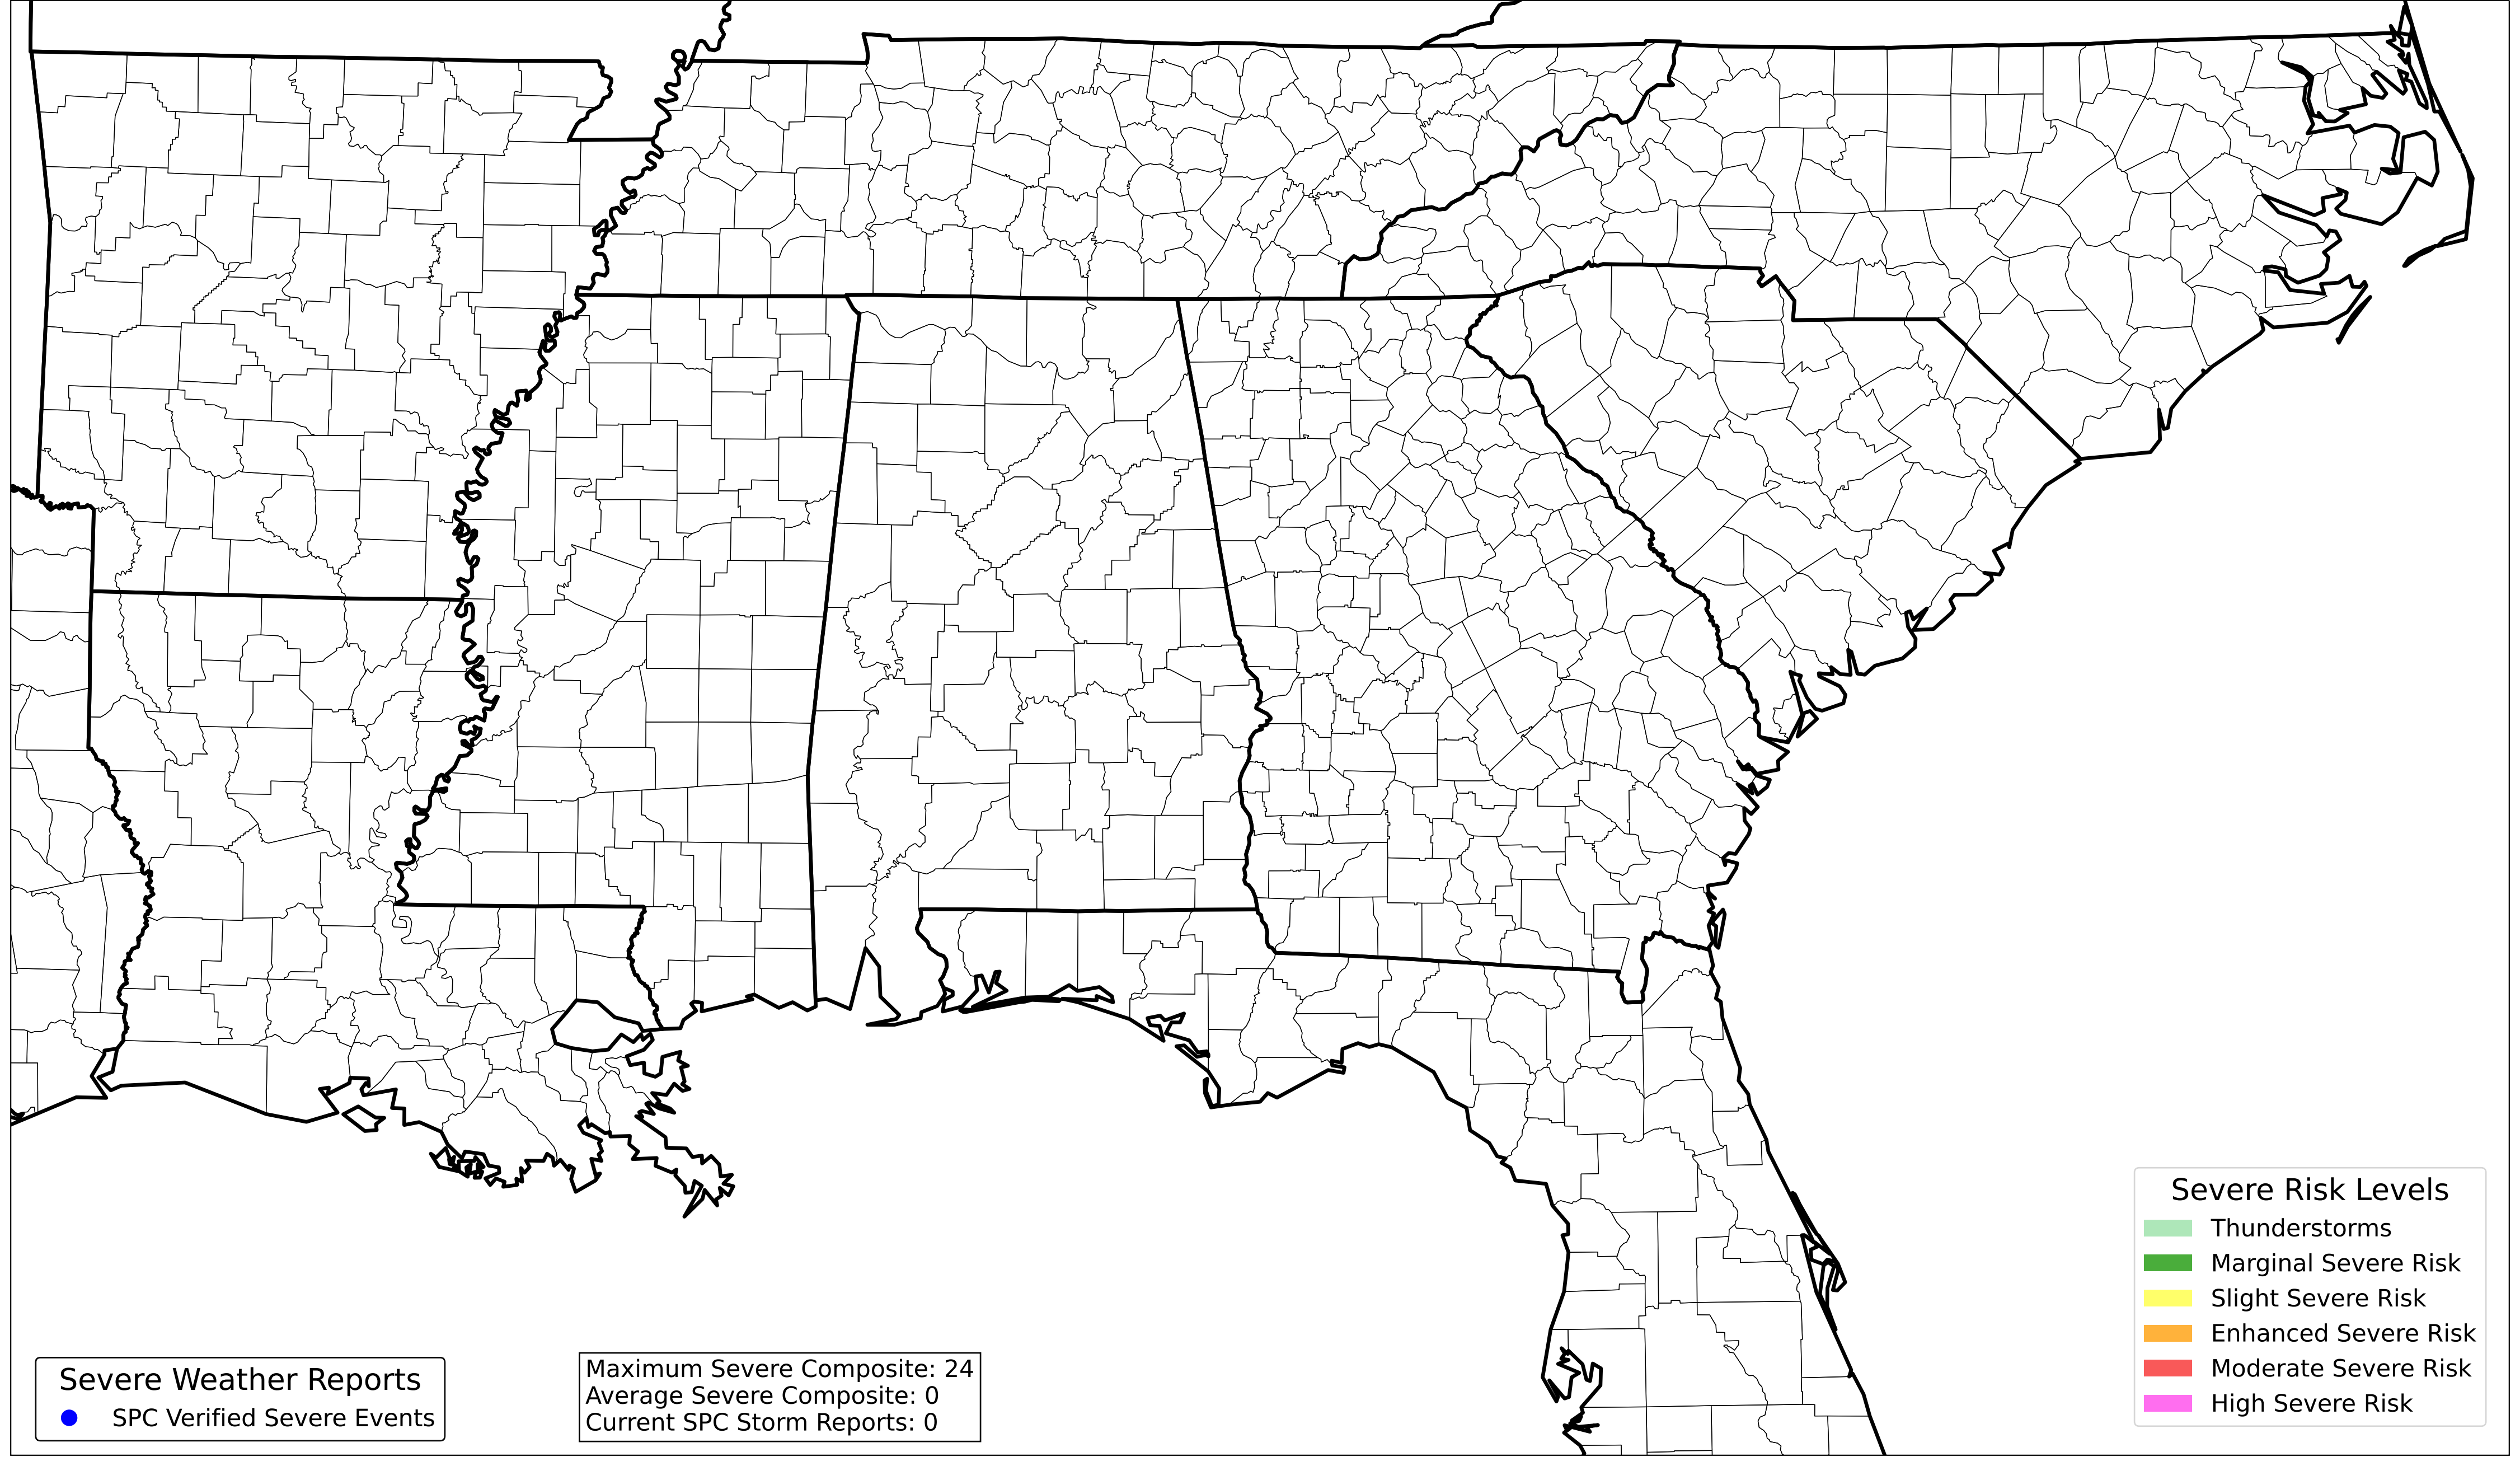 Severe Risk Levels
Thunderstorms
Marginal Severe Risk
Slight Severe Risk
Enhanced Severe Risk
Moderate Severe Risk
High Severe Risk
Severe Weather Reports
SPC Verified Severe Events
Maximum Severe Composite: 24
Average Severe Composite: 0
Current SPC Storm Reports: 0